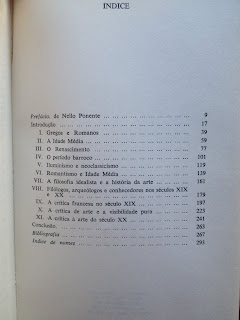 INDICE
Prefácio, de Nello Ponente ... 9
Introdução ... 17
I. Gregos e Romanos ... 39
II. A Idade Média ... 59
III. O Renascimento ... 77
IV. O período barroco ... 101
V. Iluminismo e neoclassicismo ... 119
VI. Romantismo e Idade Média ... 139
VII. A filosofia idealista e a história da arte ... 161
VIII. Filólogos, arqueólogos e conhecedores nos séculos XIX
e XX ... 179
IX. A crítica francesa no século XIX ... 197
X. A crítica de arte e a visibilidade pura ... 223
XI. A crítica à arte do século XX ... 241
Conclusão ... 263
Bibliografia ... 267
Indice de nomes ... 293